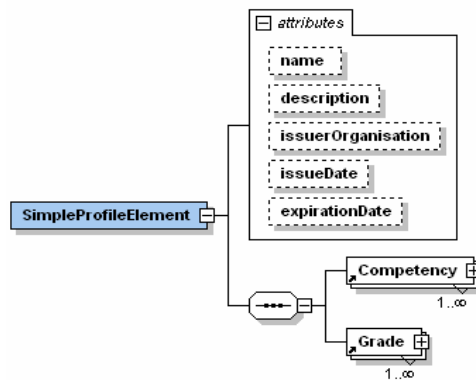 attributes
name
description
issuerOrganisation
issueDate
expirationDate
SimpleProfileElement
Competency
1..∞
Grade
1..∞